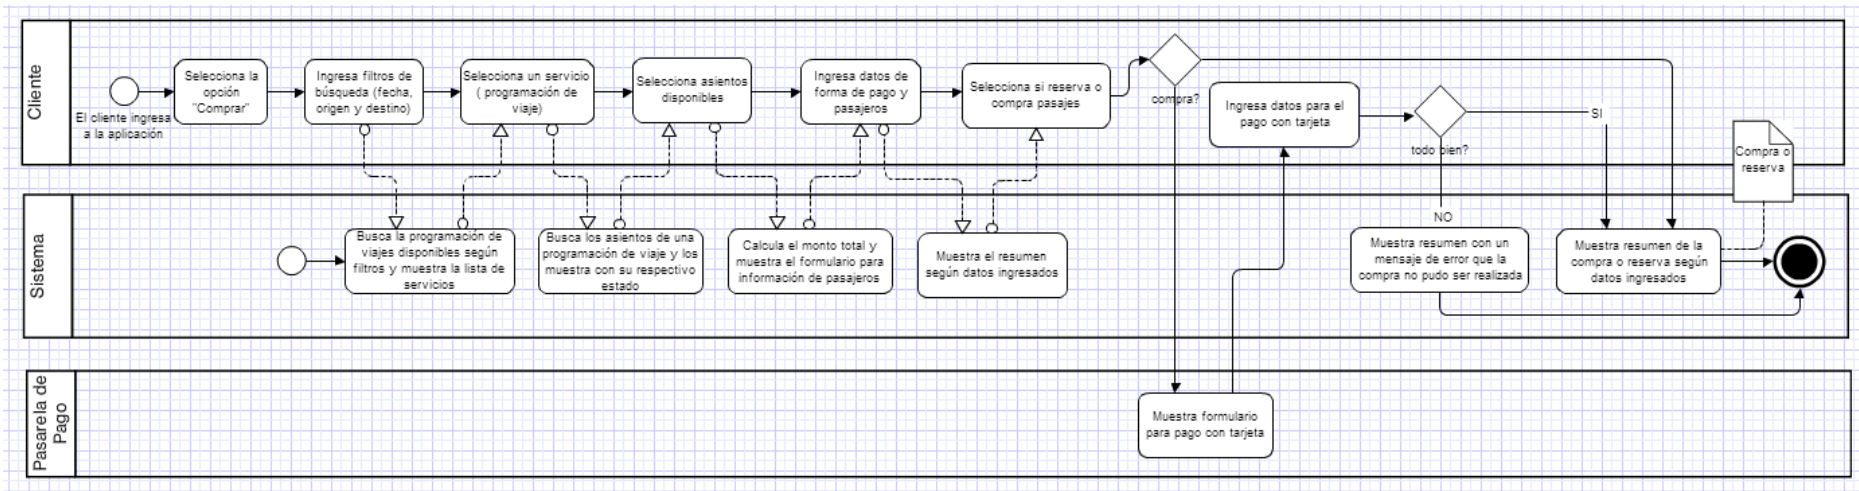 Cliente
El cliente ingresa
a la aplicación
Selecciona la
opción
"Comprar"
Ingresa filtros de
búsqueda (fecha,
origen y destino)
Selecciona un servicio
( programación de
viaje)
Selecciona asientos
disponibles
Ingresa datos de
forma de pago y
pasajeros
Selecciona si reserva o
compra pasajes
compra?
Ingresa datos para el
pago con tarjeta
todo bien?
SI
NO
Compra o
reserva
Sistema
Busca la programación de
viajes disponibles según
filtros y muestra la lista de
servicios
Busca los asientos de una
programación de viaje y los
muestra con su respectivo
estado
Calcula el monto total y
muestra el formulario para
información de pasajeros
Muestra el resumen
según datos ingresados
Muestra resumen con un
mensaje de error que la
compra no pudo ser realizada
Muestra resumen de la
compra o reserva según
datos ingresados
Pasarela de
Pago
Muestra formulario
para pago con tarjeta